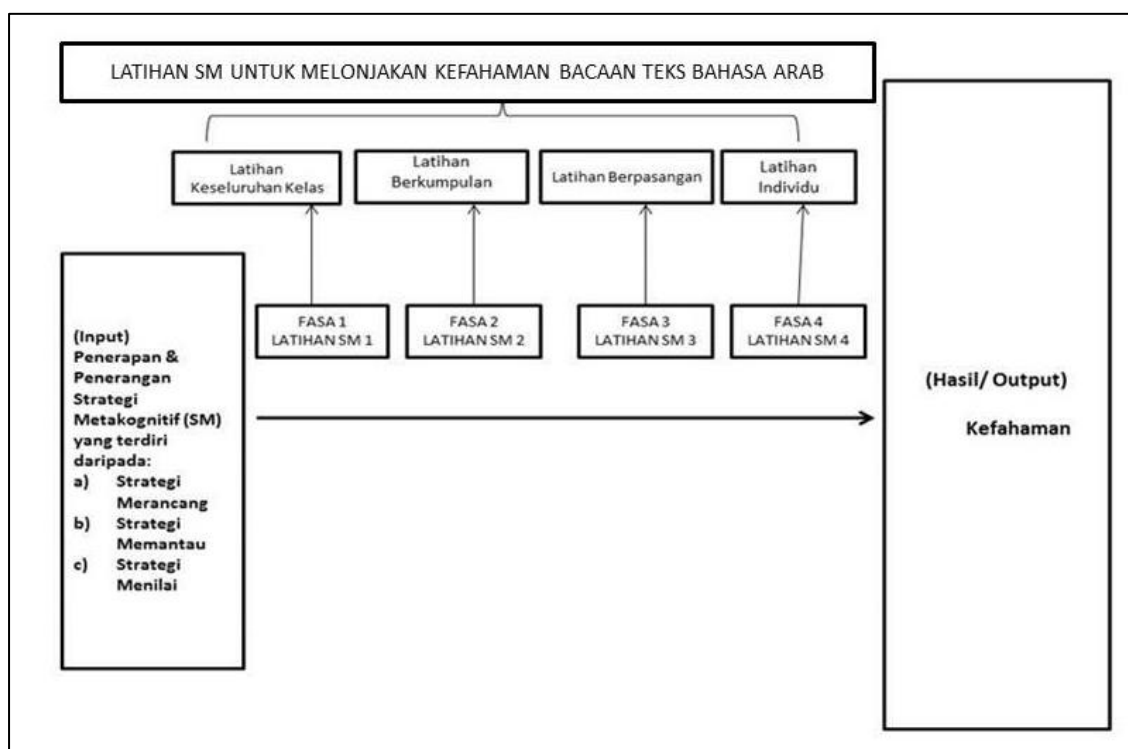 LATIHAN SM UNTUK MELONJAKAN KEFAHAMAN BACAAN TEKS BAHASA ARAB
Latihan
Keseluruhan Kelas
Latihan
Berkumpulan
Latihan Berpasangan
Latihan
Individu
(Input)
Penerapan &
Penerangan
Strategi
Metakognitif (SM)
yang terdiri
daripada:
a) Strategi
Merancang
b) Strategi
Memantau
c) Strategi
Menilai
FASA 1
LATIHAN SM 1
FASA 2
LATIHAN SM 2
FASA 3
LATIHAN SM 3
FASA 4
LATIHAN SM 4
(Hasil/ Output)
Kefahaman